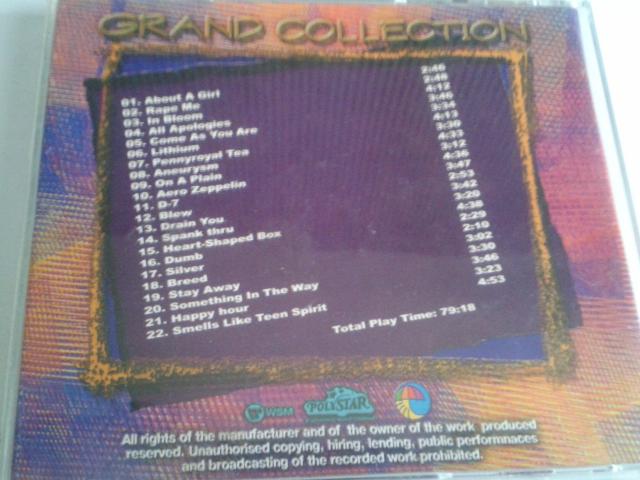 GRAND COLLECTION
01. About A Girl 2:46
02. Rape Me 2:48
03. In Bloom 4:12
04. All Apologies 3:46
05. Come As You Are 3:34
06. Lithium 4:13
07. Pennyroyal Tea 3:30
08. Aneurysm 4:33
09. On A Plain 3:12
10. Aero Zeppelin 4:36
11. D-7 3:47
12. Blew 2:53
13. Drain You 3:42
14. Spank thru 3:20
15. Heart-Shaped Box 4:38
16. Dumb 2:29
17. Silver 2:10
18. Breed 3:02
19. Stay Away 3:30
20. Something In The Way 3:46
21. Happy hour 3:23
22. Smells Like Teen Spirit 4:53
Total Play Time: 79:18
WSM POLYSTAR
All rights of the manufacturer and of the owner of the work produced
reserved. Unauthorised copying, hiring, lending, public performnaces
and broadcasting of the recorded work prohibited.